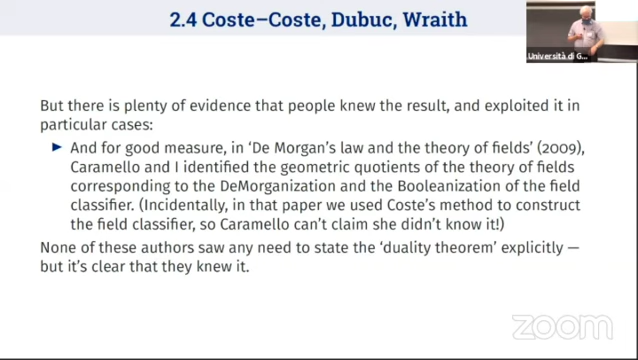 2.4 Coste–Coste, Dubuc, Wraith
Università di G...
But there is plenty of evidence that people knew the result, and exploited it in
particular cases:
▶ And for good measure, in ‘De Morgan’s law and the theory of fields’ (2009),
Caramello and I identified the geometric quotients of the theory of fields
corresponding to the DeMorganization and the Booleanization of the field
classifier. (Incidentally, in that paper we used Coste’s method to construct
the field classifier, so Caramello can’t claim she didn’t know it!)
None of these authors saw any need to state the ‘duality theorem’ explicitly —
but it’s clear that they knew it.
zoom